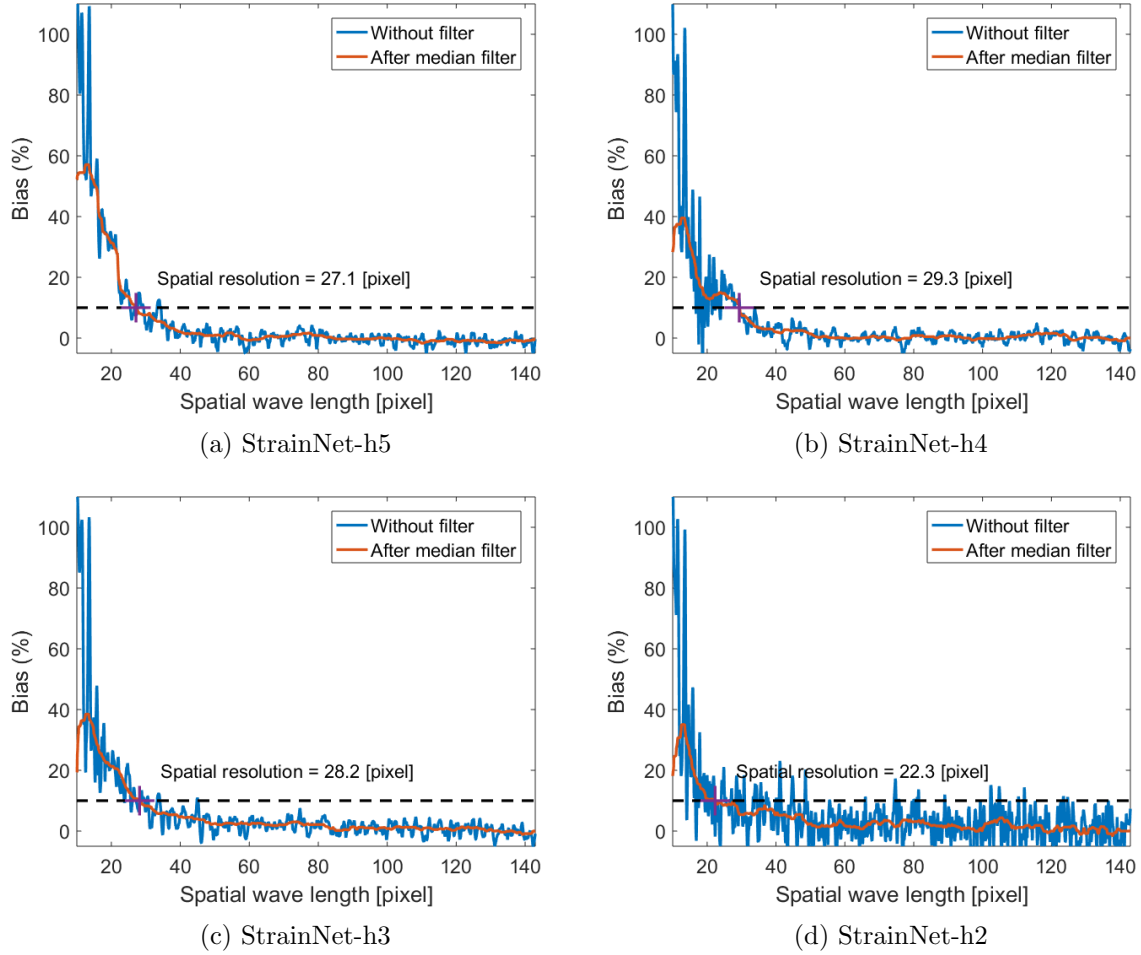 100
80
60
40
20
0
Bias (%)
Without filter
After median filter
Spatial resolution = 27.1 [pixel]
20 40 60 80 100 120 140
Spatial wave length [pixel]
(a) StrainNet-h5
100
80
60
40
20
0
Bias (%)
Without filter
After median filter
Spatial resolution = 29.3 [pixel]
20 40 60 80 100 120 140
Spatial wave length [pixel]
(b) StrainNet-h4
100
80
60
40
20
0
Bias (%)
Without filter
After median filter
Spatial resolution = 28.2 [pixel]
20 40 60 80 100 120 140
Spatial wave length [pixel]
(c) StrainNet-h3
100
80
60
40
20
0
Bias (%)
Without filter
After median filter
Spatial resolution = 22.3 [pixel]
20 40 60 80 100 120 140
Spatial wave length [pixel]
(d) StrainNet-h2